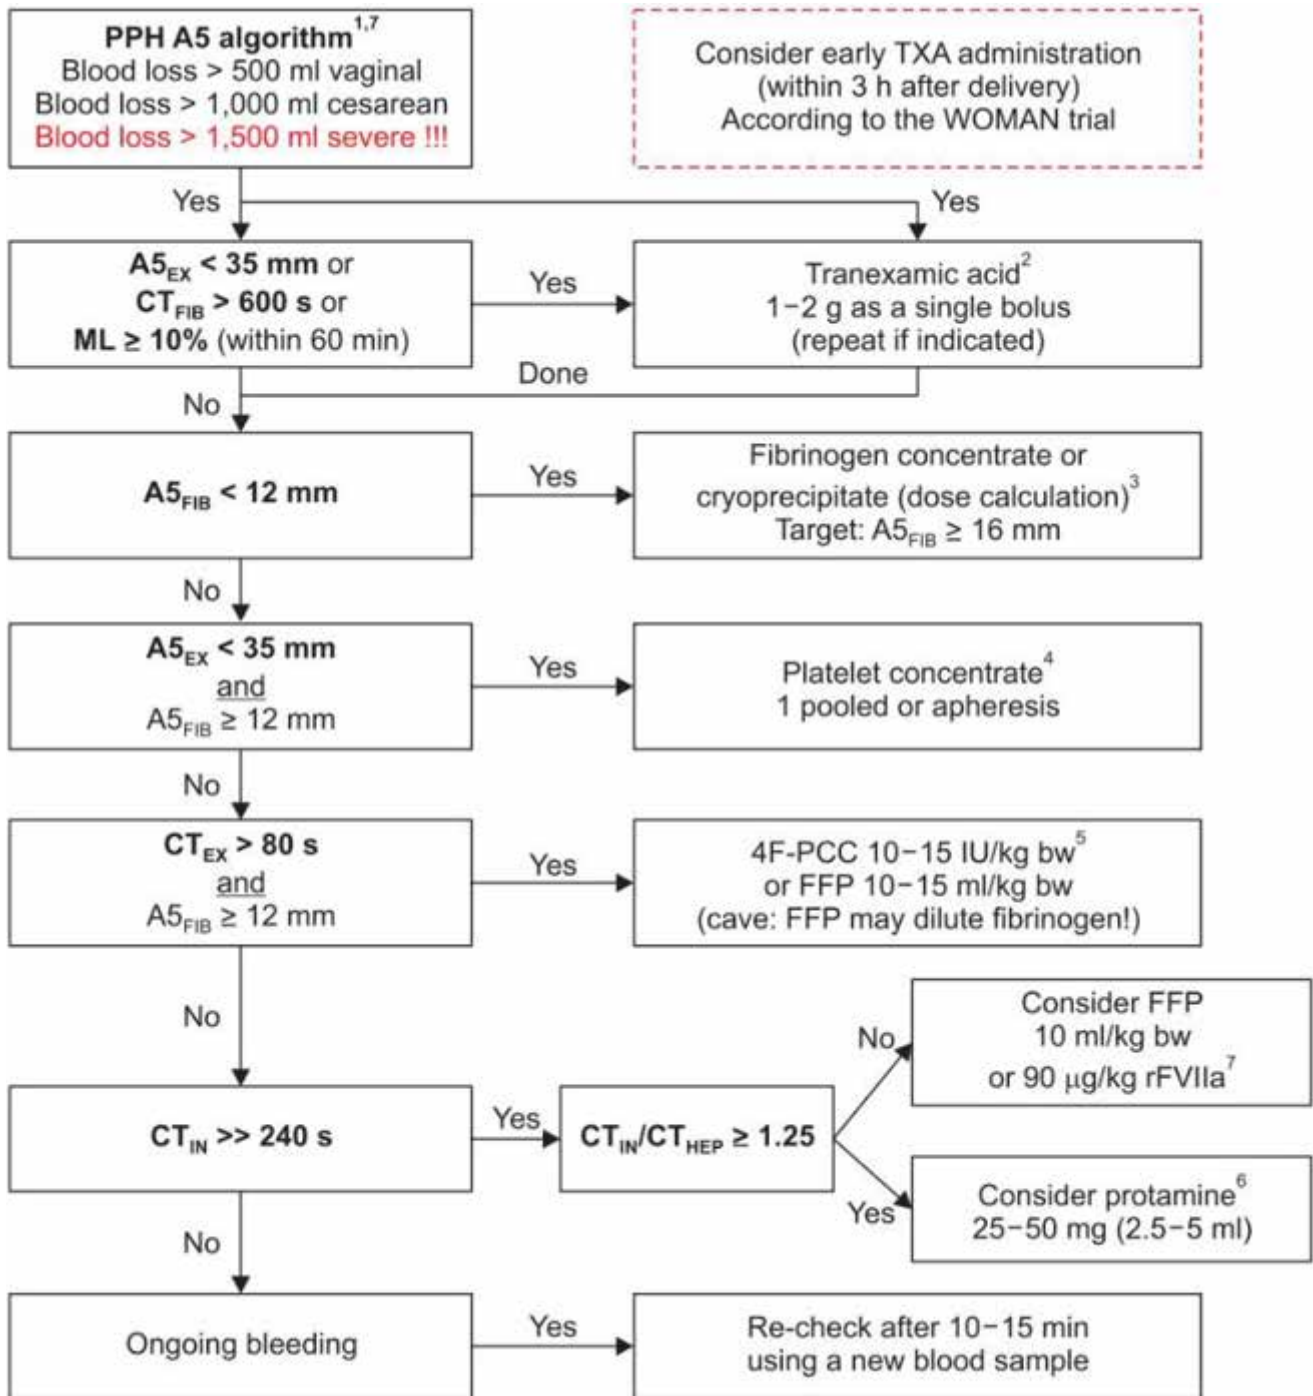 PPH A5 algorithm1,7
Blood loss > 500 ml vaginal
Blood loss > 1,000 ml cesarean
Blood loss > 1,500 ml severe !!!
Consider early TXA administration
(within 3 h after delivery)
According to the WOMAN trial
Yes
Yes
A5EX < 35 mm or
CTFIB > 600 s or
ML ≥ 10% (within 60 min)
Yes
Tranexamic acid2
1−2 g as a single bolus
(repeat if indicated)
Done
No
A5FIB < 12 mm
Yes
Fibrinogen concentrate or
cryoprecipitate (dose calculation)3
Target: A5FIB ≥ 16 mm
No
A5EX < 35 mm
and
A5FIB ≥ 12 mm
Yes
Platelet concentrate4
1 pooled or apheresis
No
CTEX > 80 s
and
A5FIB ≥ 12 mm
Yes
4F-PCC 10−15 IU/kg bw5
or FFP 10−15 ml/kg bw
(cave: FFP may dilute fibrinogen!)
No
CTIN >> 240 s
Yes
CTIN/CTHEP ≥ 1.25
No
Consider FFP
10 ml/kg bw
or 90 μg/kg rFVIIa7
Yes
Consider protamine6
25−50 mg (2.5−5 ml)
No
Ongoing bleeding
Yes
Re-check after 10−15 min
using a new blood sample